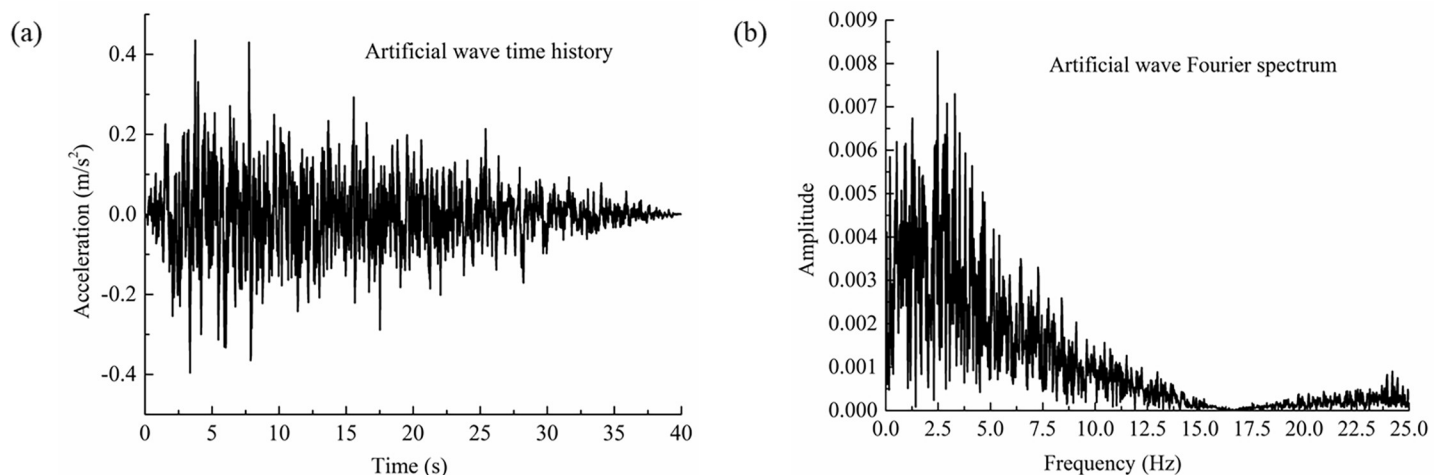 (a)
Artificial wave time history
Acceleration (m/s²)
0.4
0.2
0.0
-0.2
-0.4
0 5 10 15 20 25 30 35 40
Time (s)
(b)
Artificial wave Fourier spectrum
Amplitude
0.009
0.008
0.007
0.006
0.005
0.004
0.003
0.002
0.001
0.000
0.0 2.5 5.0 7.5 10.0 12.5 15.0 17.5 20.0 22.5 25.0
Frequency (Hz)